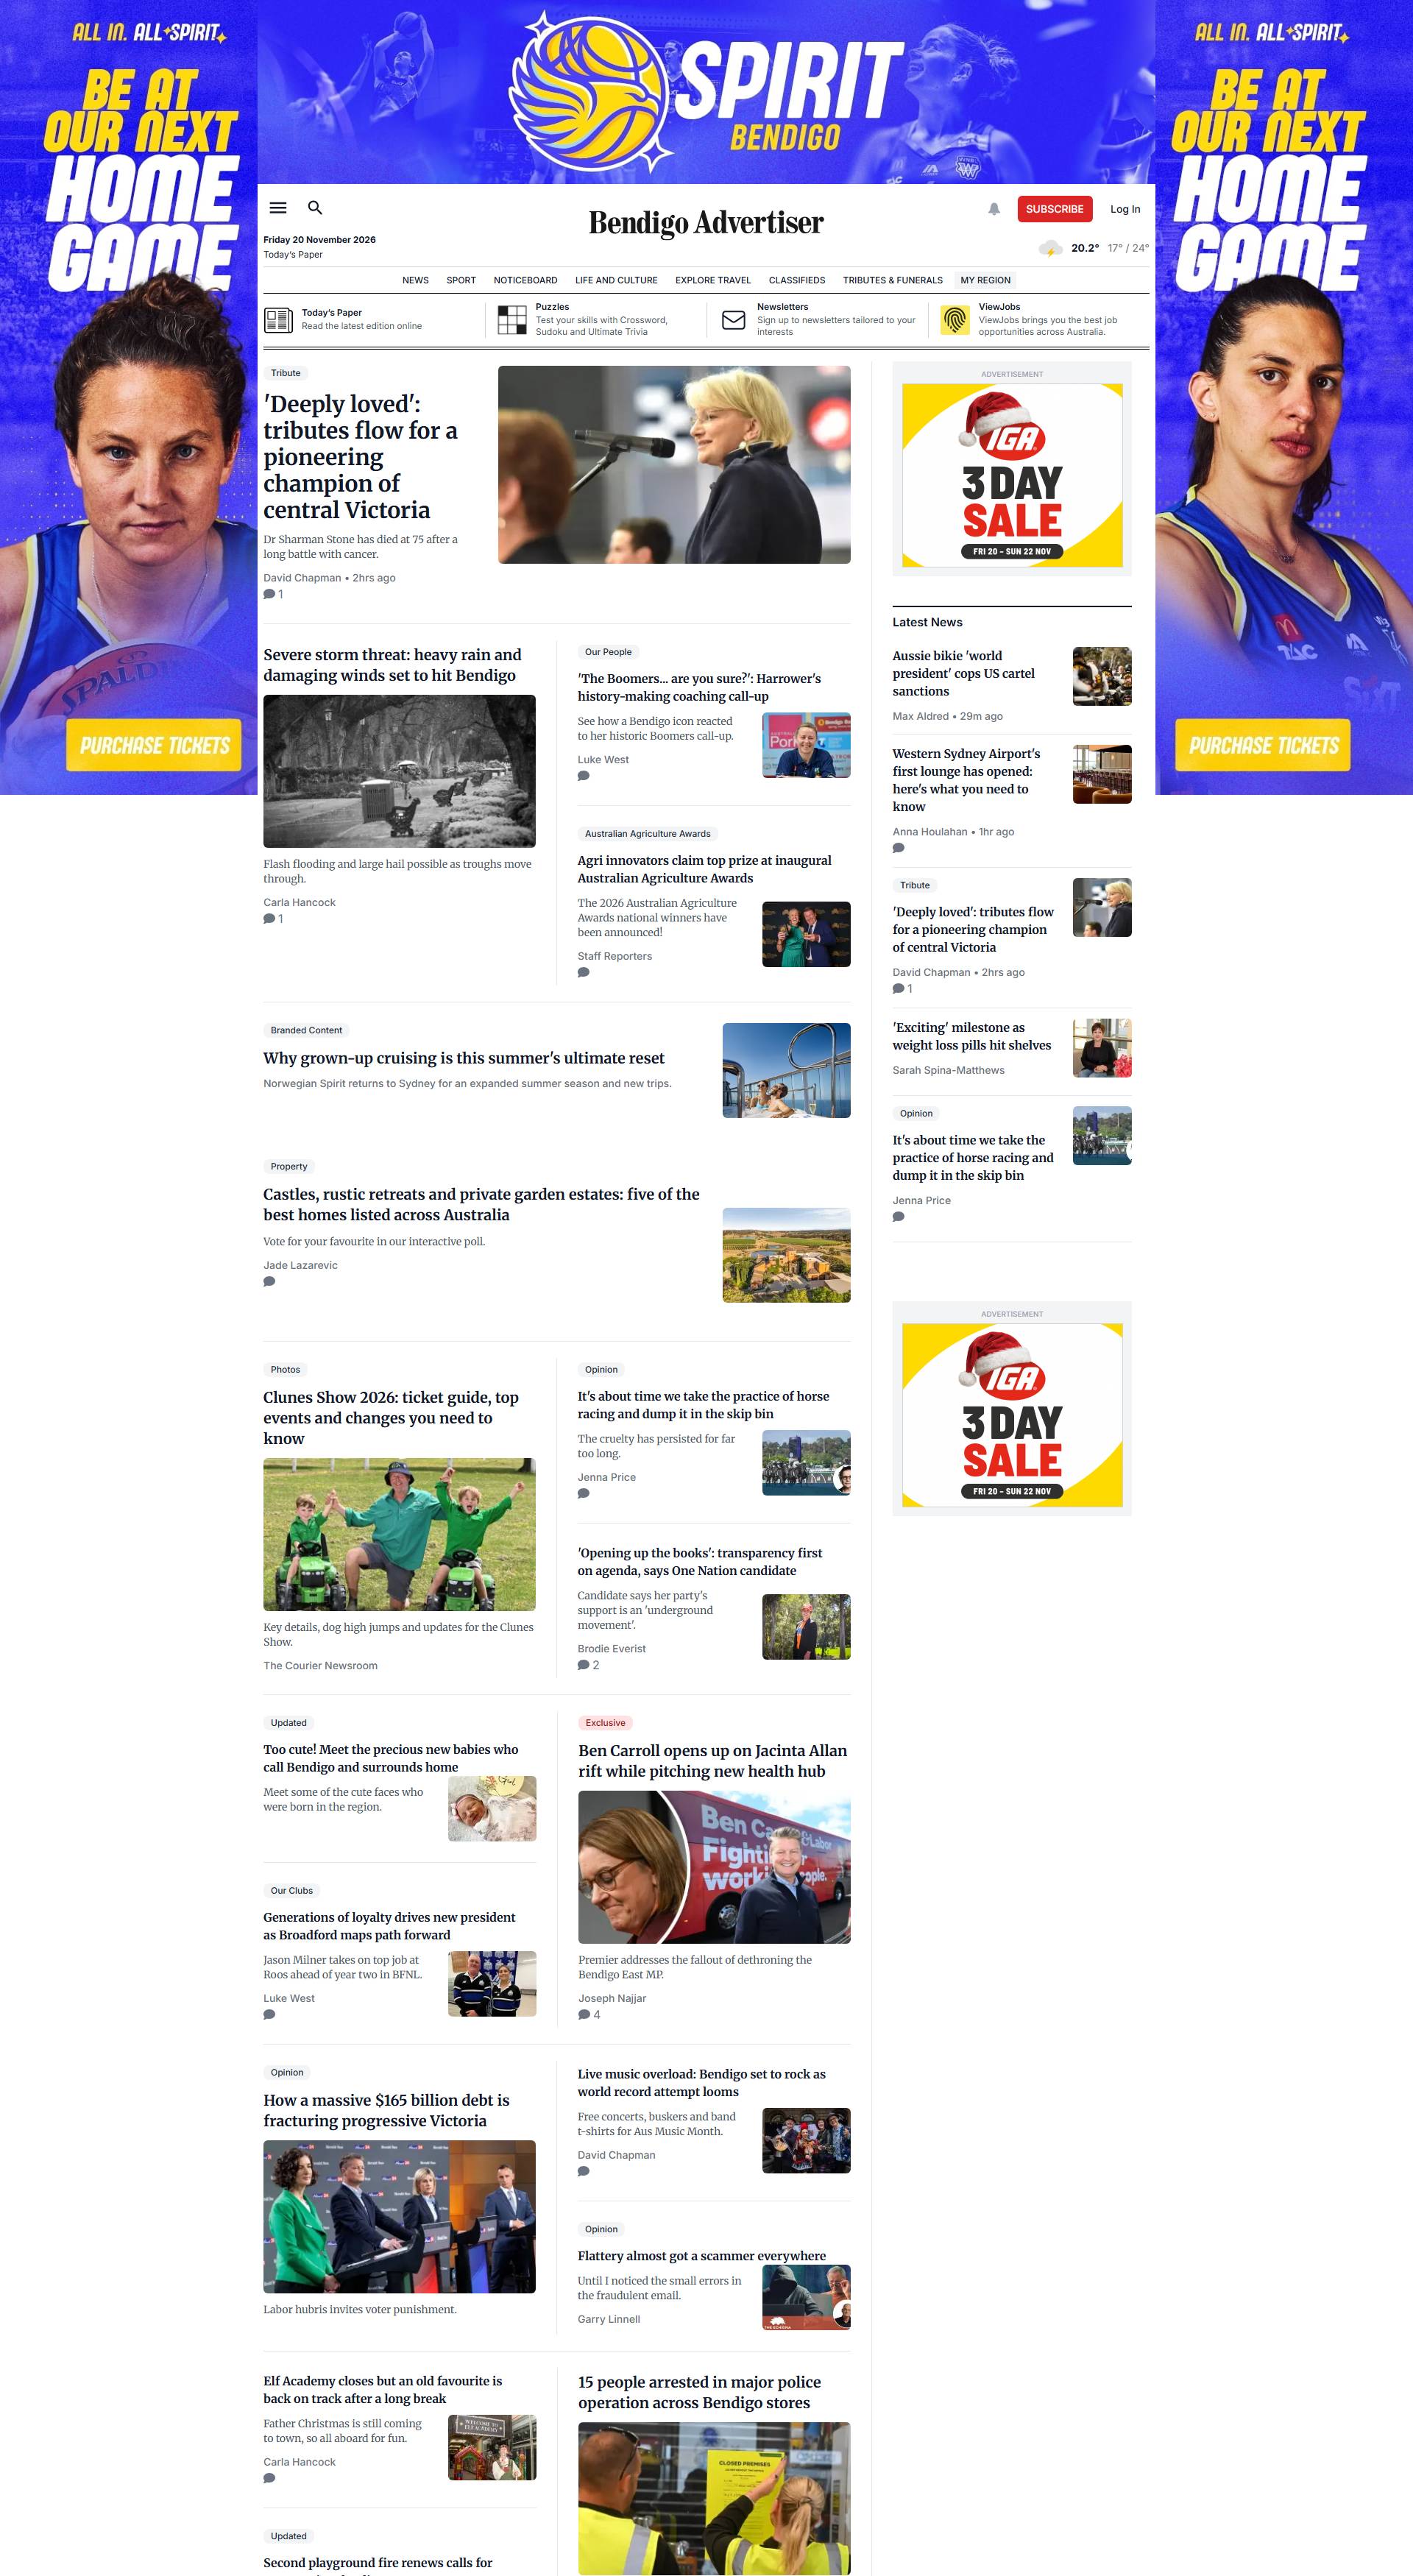 ALL IN. ALL SPIRIT
BE AT
OUR NEXT
HOME
GAME
SPALDING
PURCHASE TICKETS
SPIRIT
BENDIGO
ALL IN. ALL SPIRIT
BE AT
OUR NEXT
HOME
GAME
TLC
PURCHASE TICKETS
Bendigo Advertiser
SUBSCRIBE
Log In
Friday 20 November 2026
Today's Paper
20.2° 17° / 24°
NEWS SPORT NOTICEBOARD LIFE AND CULTURE EXPLORE TRAVEL CLASSIFIEDS TRIBUTES & FUNERALS MY REGION
Today's Paper
Read the latest edition online
Puzzles
Test your skills with Crossword,
Sudoku and Ultimate Trivia
Newsletters
Sign up to newsletters tailored to your
interests
ViewJobs
ViewJobs brings you the best job
opportunities across Australia.
Tribute
'Deeply loved':
tributes flow for a
pioneering
champion of
central Victoria
Dr Sharman Stone has died at 75 after a
long battle with cancer.
David Chapman • 2hrs ago
1
Severe storm threat: heavy rain and
damaging winds set to hit Bendigo
Flash flooding and large hail possible as troughs move
through.
Carla Hancock
1
Our People
'The Boomers... are you sure?': Harrower's
history-making coaching call-up
See how a Bendigo icon reacted
to her historic Boomers call-up.
Luke West
Australian Agriculture Awards
Agri innovators claim top prize at inaugural
Australian Agriculture Awards
The 2026 Australian Agriculture
Awards national winners have
been announced!
Staff Reporters
Branded Content
Why grown-up cruising is this summer's ultimate reset
Norwegian Spirit returns to Sydney for an expanded summer season and new trips.
Property
Castles, rustic retreats and private garden estates: five of the
best homes listed across Australia
Vote for your favourite in our interactive poll.
Jade Lazarevic
Photos
Clunes Show 2026: ticket guide, top
events and changes you need to
know
Key details, dog high jumps and updates for the Clunes
Show.
The Courier Newsroom
Opinion
It's about time we take the practice of horse
racing and dump it in the skip bin
The cruelty has persisted for far
too long.
Jenna Price
'Opening up the books': transparency first
on agenda, says One Nation candidate
Candidate says her party's
support is an 'underground
movement'.
Brodie Everist
2
Updated
Too cute! Meet the precious new babies who
call Bendigo and surrounds home
Meet some of the cute faces who
were born in the region.
Girl
Our Clubs
Generations of loyalty drives new president
as Broadford maps path forward
Jason Milner takes on top job at
Roos ahead of year two in BFNL.
Luke West
Exclusive
Ben Carroll opens up on Jacinta Allan
rift while pitching new health hub
Premier addresses the fallout of dethroning the
Bendigo East MP.
Joseph Najjar
4
Opinion
How a massive $165 billion debt is
fracturing progressive Victoria
Labor hubris invites voter punishment.
Live music overload: Bendigo set to rock as
world record attempt looms
Free concerts, buskers and band
t-shirts for Aus Music Month.
David Chapman
Opinion
Flattery almost got a scammer everywhere
Until I noticed the small errors in
the fraudulent email.
Garry Linnell
Elf Academy closes but an old favourite is
back on track after a long break
Father Christmas is still coming
to town, so all aboard for fun.
Carla Hancock
WELCOME TO
ELF ACADEMY
Updated
Second playground fire renews calls for
15 people arrested in major police
operation across Bendigo stores
CLOSED PREMISES
ADVERTISEMENT
IGA
3 DAY
SALE
FRI 20 – SUN 22 NOV
Latest News
Aussie bikie 'world
president' cops US cartel
sanctions
Max Aldred • 29m ago
Western Sydney Airport's
first lounge has opened:
here's what you need to
know
Anna Houlahan • 1hr ago
Tribute
'Deeply loved': tributes flow
for a pioneering champion
of central Victoria
David Chapman • 2hrs ago
1
'Exciting' milestone as
weight loss pills hit shelves
Sarah Spina-Matthews
Opinion
It's about time we take the
practice of horse racing and
dump it in the skip bin
Jenna Price
ADVERTISEMENT
IGA
3 DAY
SALE
FRI 20 – SUN 22 NOV